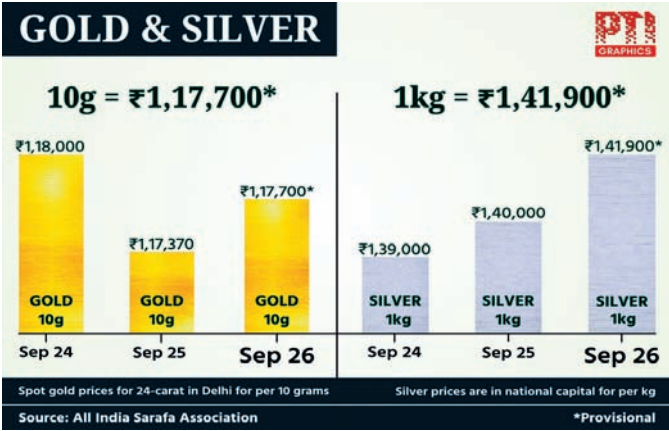 GOLD & SILVER
PTI
GRAPHICS
10g = ₹1,17,700*
₹1,18,000
₹1,17,370
₹1,17,700*
GOLD
10g
GOLD
10g
GOLD
10g
Sep 24
Sep 25
Sep 26
1kg = ₹1,41,900*
₹1,39,000
₹1,40,000
₹1,41,900*
SILVER
1kg
SILVER
1kg
SILVER
1kg
Sep 24
Sep 25
Sep 26
Spot gold prices for 24-carat in Delhi for per 10 grams
Silver prices are in national capital for per kg
Source: All India Sarafa Association
*Provisional